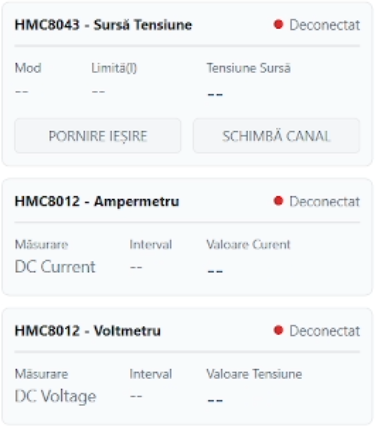 HMC8043 - Sursă Tensiune Deconectat
Mod Limită(I) Tensiune Sursă
-- -- --
PORNIRE IEȘIRE SCHIMBĂ CANAL
HMC8012 - Ampermetru Deconectat
Măsurare Interval Valoare Curent
DC Current -- --
HMC8012 - Voltmetru Deconectat
Măsurare Interval Valoare Tensiune
DC Voltage -- --